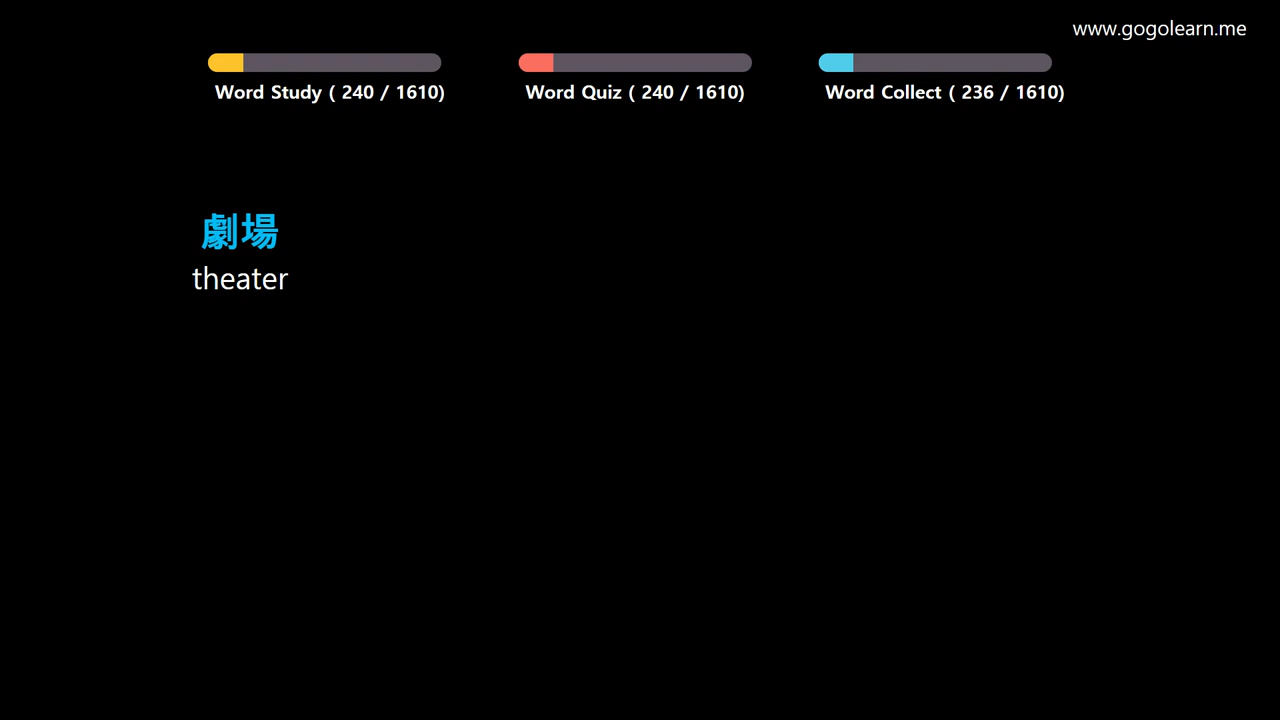 www.gogolearn.me
Word Study ( 240 / 1610)
Word Quiz ( 240 / 1610)
Word Collect ( 236 / 1610)
劇場
theater